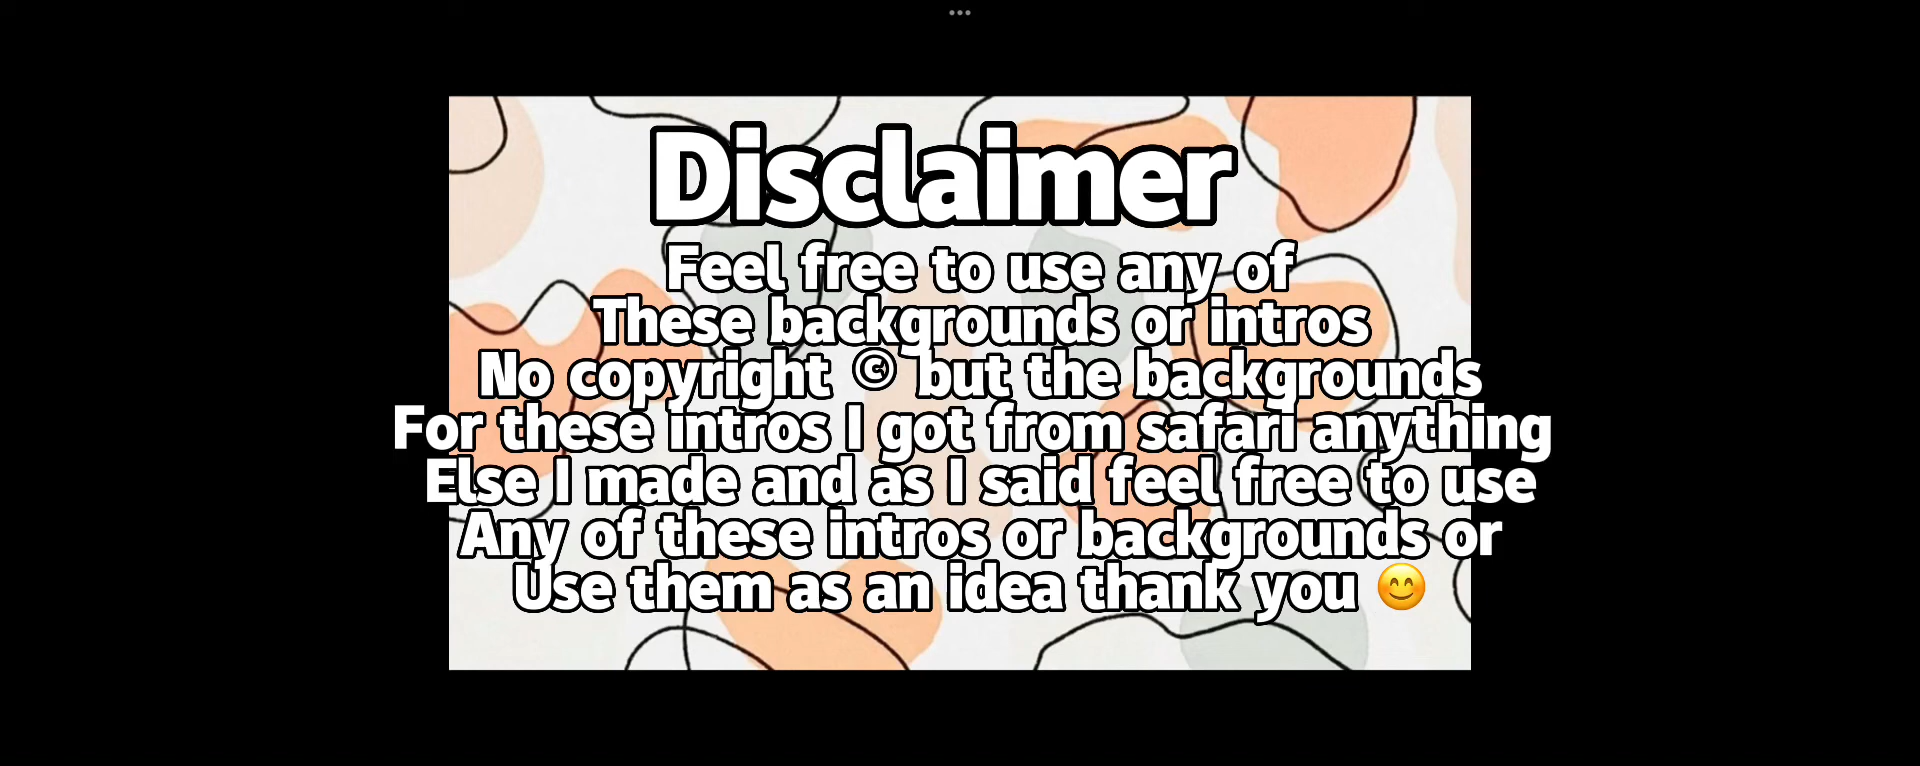 Disclaimer
Feel free to use any of
These backgrounds or intros
No copyright © but the backgrounds
For these intros I got from safari anything
Else I made and as I said feel free to use
Any of these intros or backgrounds or
Use them as an idea thank you 😊